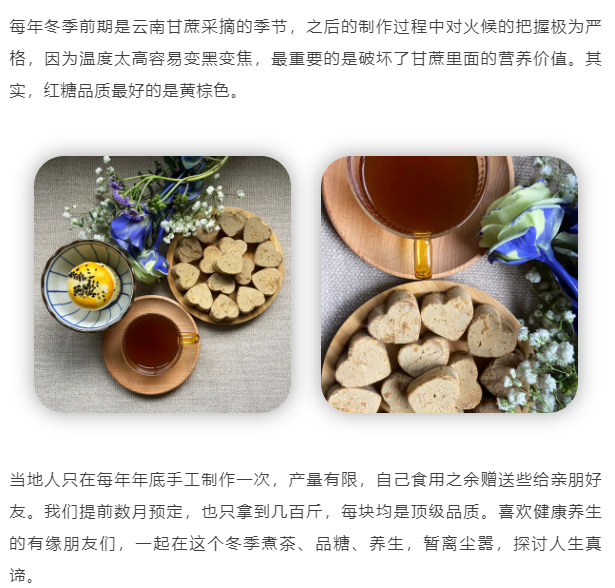 每年冬季前期是云南甘蔗采摘的季节，之后的制作过程中对火候的把握极为严
格，因为温度太高容易变黑变焦，最重要的是破坏了甘蔗里面的营养价值。其
实，红糖品质最好的是黄棕色。
当地人只在每年年底手工制作一次，产量有限，自己食用之余赠送些给亲朋好
友。我们提前数月预定，也只拿到几百斤，每块均是顶级品质。喜欢健康养生
的有缘朋友们，一起在这个冬季煮茶、品糖、养生，暂离尘嚣，探讨人生真
谛。